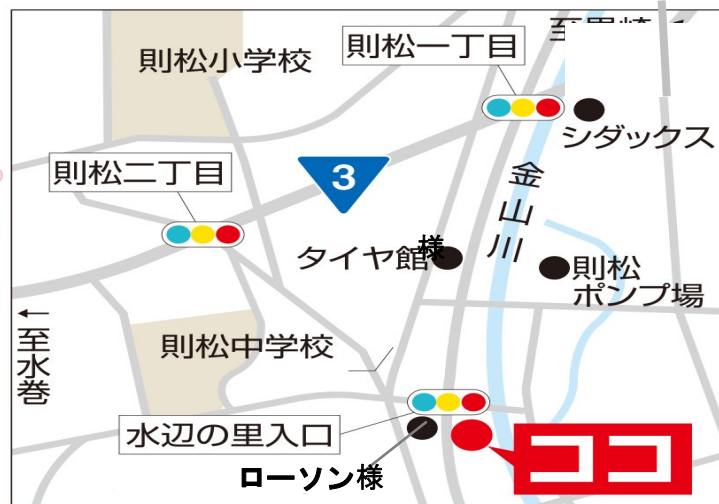 至黒崎
則松一丁目
則松小学校
シダックス
則松二丁目
3
金山川
タイヤ館様
則松
ポンプ場
←
至水巻
則松中学校
水辺の里入口
ココ
ローソン様